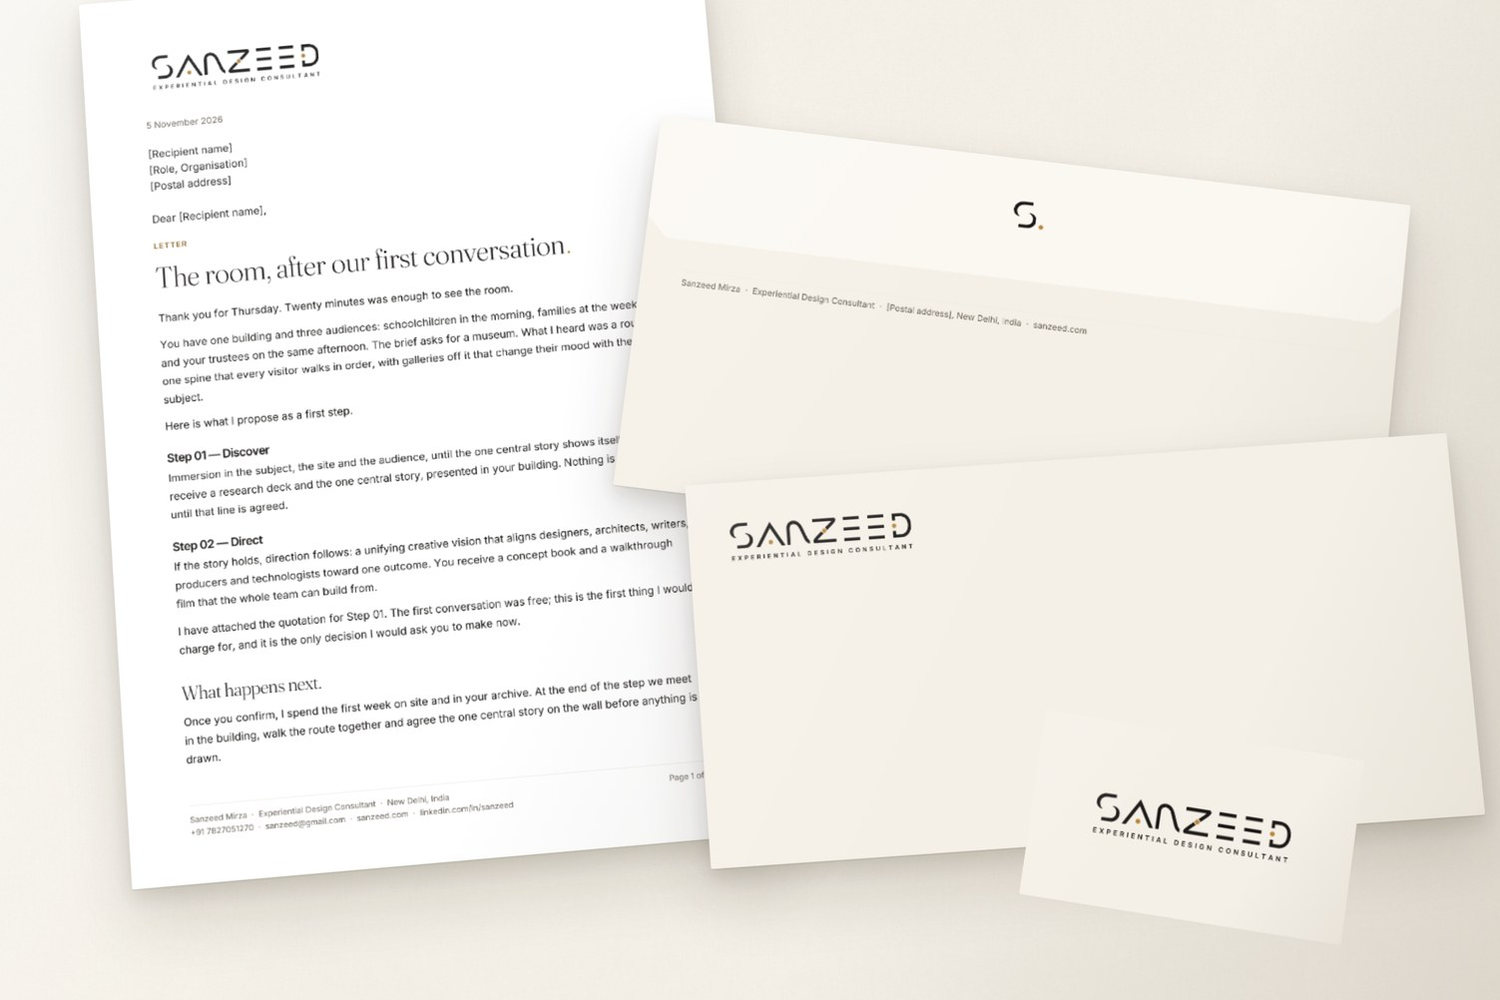 SANZEED
EXPERIENTIAL DESIGN CONSULTANT
5 November 2026
[Recipient name]
[Role, Organisation]
[Postal address]
Dear [Recipient name],
LETTER
The room, after our first conversation.
Thank you for Thursday. Twenty minutes was enough to see the room.
You have one building and three audiences: schoolchildren in the morning, families at the week
and your trustees on the same afternoon. The brief asks for a museum. What I heard was a rou
one spine that every visitor walks in order, with galleries off it that change their mood with the
subject.
Here is what I propose as a first step.
Step 01 — Discover
Immersion in the subject, the site and the audience, until the one central story shows itsel
receive a research deck and the one central story, presented in your building. Nothing is
until that line is agreed.
Step 02 — Direct
If the story holds, direction follows: a unifying creative vision that aligns designers, architects, writers,
producers and technologists toward one outcome. You receive a concept book and a walkthrough
film that the whole team can build from.
I have attached the quotation for Step 01. The first conversation was free; this is the first thing I would
charge for, and it is the only decision I would ask you to make now.
What happens next.
Once you confirm, I spend the first week on site and in your archive. At the end of the step we meet
in the building, walk the route together and agree the one central story on the wall before anything is
drawn.
Page 1 of
Sanzeed Mirza · Experiential Design Consultant · New Delhi, India
+91 7827051270 · sanzeed@gmail.com · sanzeed.com · linkedin.com/in/sanzeed
S.
Sanzeed Mirza · Experiential Design Consultant · [Postal address], New Delhi, India · sanzeed.com
SANZEED
EXPERIENTIAL DESIGN CONSULTANT
SANZEED
EXPERIENTIAL DESIGN CONSULTANT